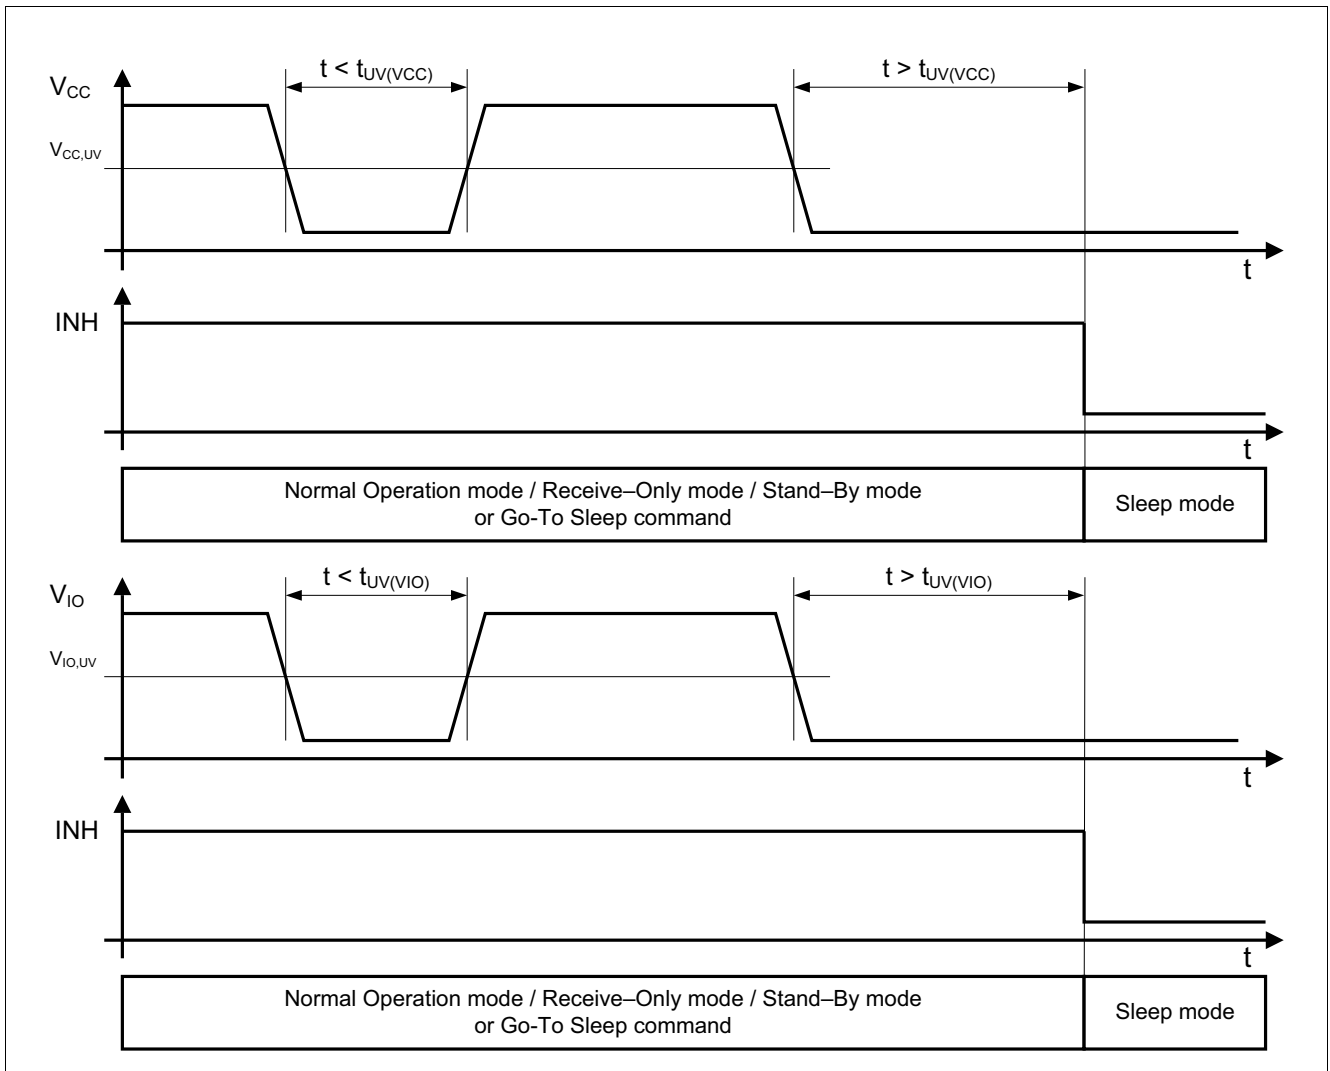 t < tUV(VCC)
t > tUV(VCC)
VCC
VCC,UV
t
INH
t
Normal Operation mode / Receive–Only mode / Stand–By mode
or Go-To Sleep command
Sleep mode
t < tUV(VIO)
t > tUV(VIO)
VIO
VIO,UV
t
INH
t
Normal Operation mode / Receive–Only mode / Stand–By mode
or Go-To Sleep command
Sleep mode